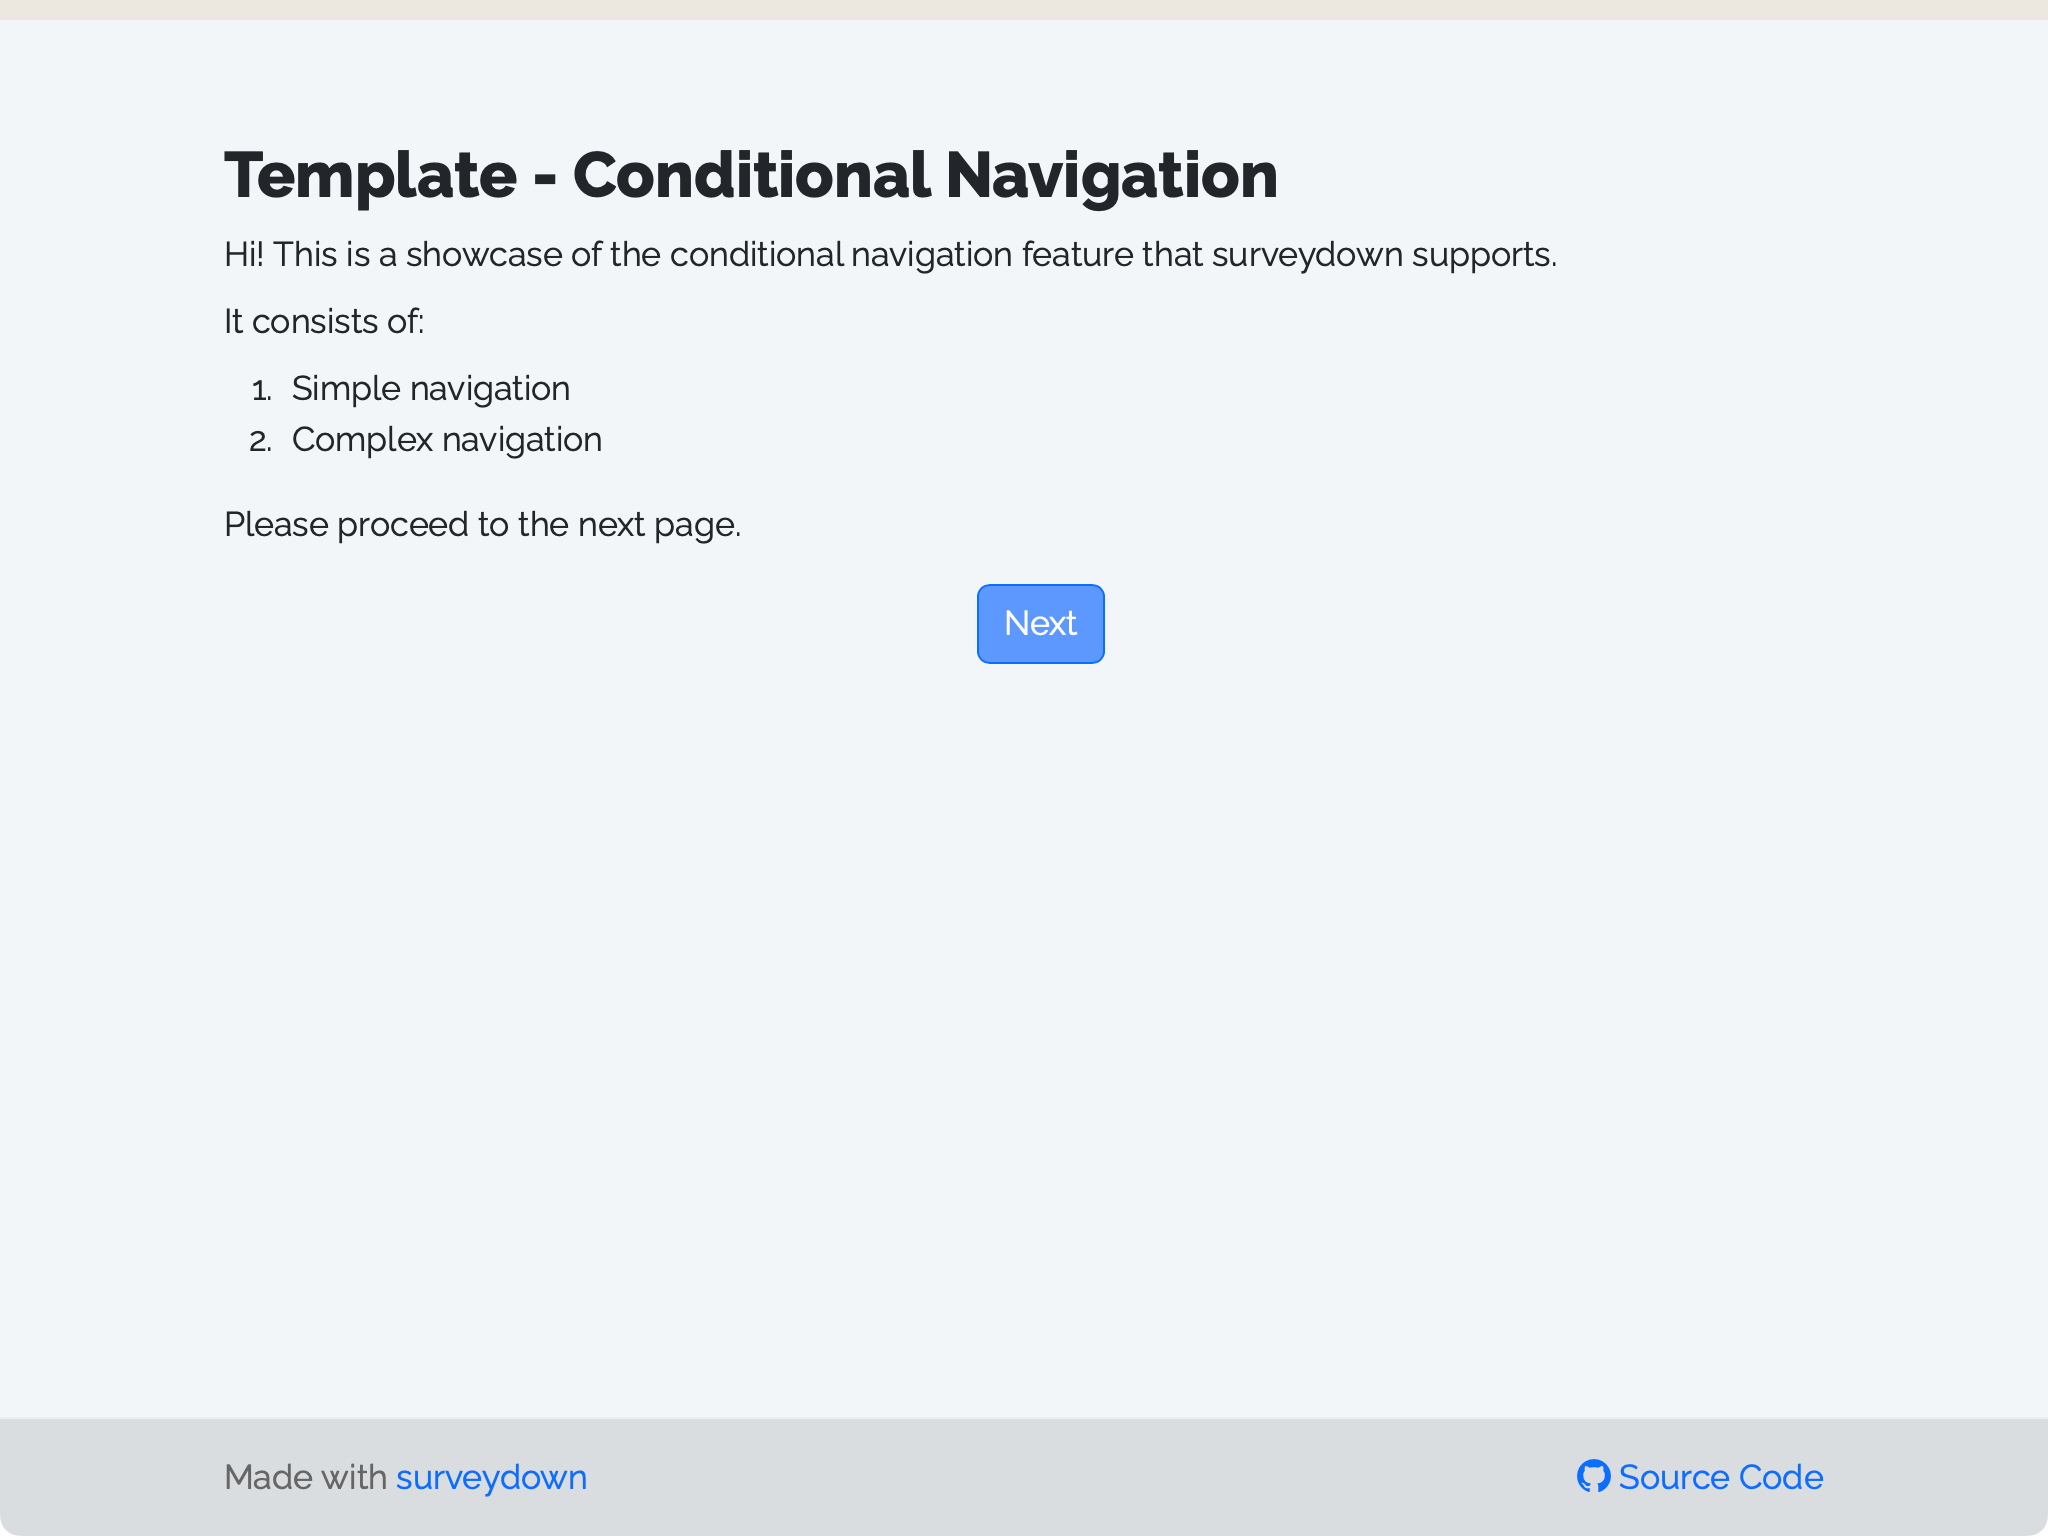 Template - Conditional Navigation
Hi! This is a showcase of the conditional navigation feature that surveydown supports.
It consists of:
1. Simple navigation
2. Complex navigation
Please proceed to the next page.
Next
Made with surveydown
Source Code